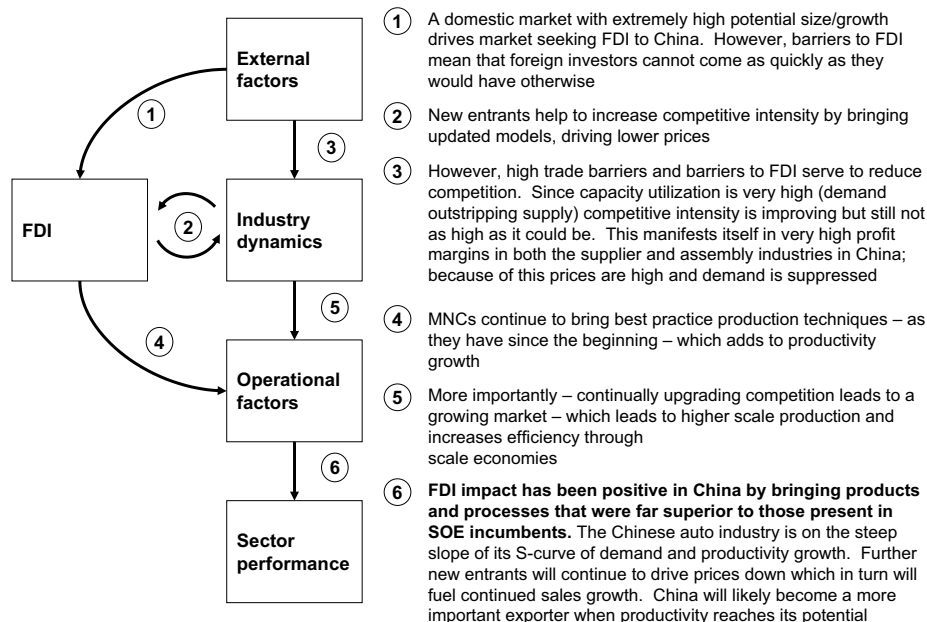 External
factors
1
3
FDI
2
Industry
dynamics
5
4
Operational
factors
6
Sector
performance
1 A domestic market with extremely high potential size/growth
drives market seeking FDI to China. However, barriers to FDI
mean that foreign investors cannot come as quickly as they
would have otherwise
2 New entrants help to increase competitive intensity by bringing
updated models, driving lower prices
3 However, high trade barriers and barriers to FDI serve to reduce
competition. Since capacity utilization is very high (demand
outstripping supply) competitive intensity is improving but still not
as high as it could be. This manifests itself in very high profit
margins in both the supplier and assembly industries in China;
because of this prices are high and demand is suppressed
4 MNCs continue to bring best practice production techniques – as
they have since the beginning – which adds to productivity
growth
5 More importantly – continually upgrading competition leads to a
growing market – which leads to higher scale production and
increases efficiency through
scale economies
6 FDI impact has been positive in China by bringing products
and processes that were far superior to those present in
SOE incumbents. The Chinese auto industry is on the steep
slope of its S-curve of demand and productivity growth. Further
new entrants will continue to drive prices down which in turn will
fuel continued sales growth. China will likely become a more
important exporter when productivity reaches its potential